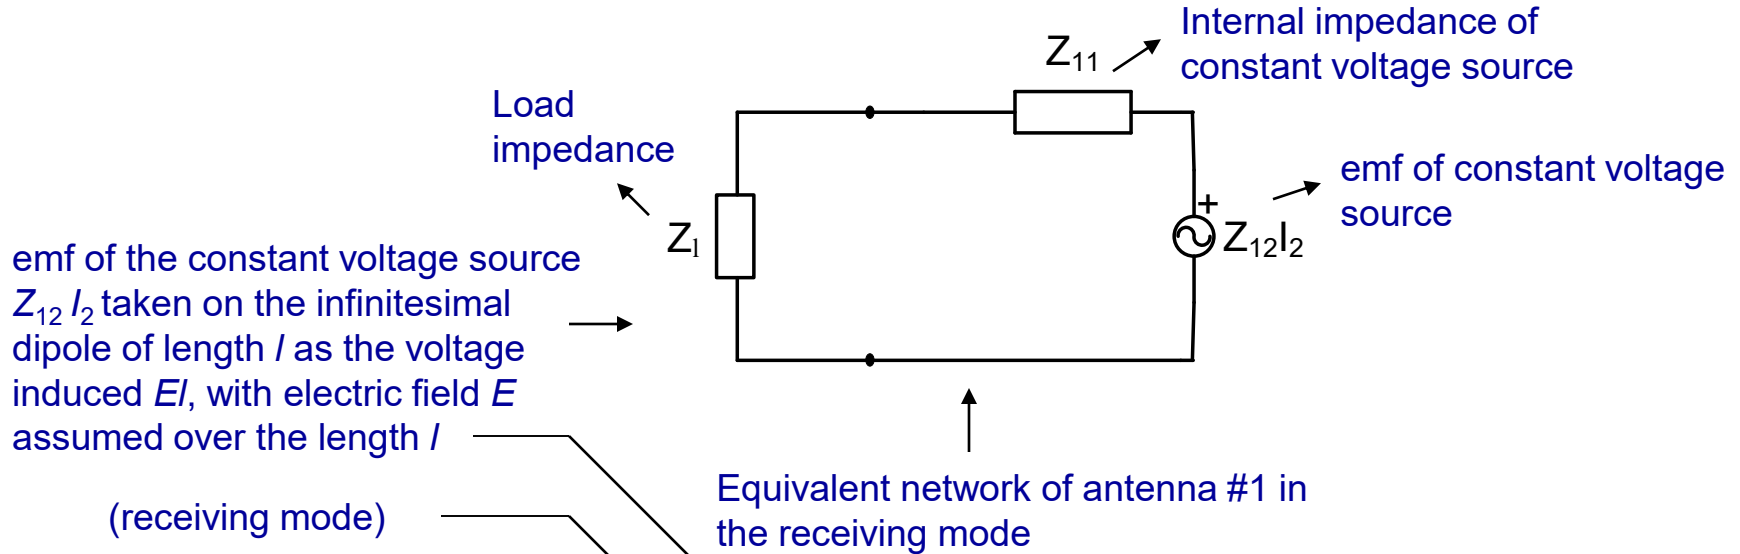 Internal impedance of
constant voltage source
Z₁₁
Load
impedance
emf of constant voltage
source
+
Zₗ
Z₁₂I₂
emf of the constant voltage source
Z₁₂ I₂ taken on the infinitesimal
dipole of length l as the voltage
induced El, with electric field E
assumed over the length l
Equivalent network of antenna #1 in
the receiving mode
(receiving mode)